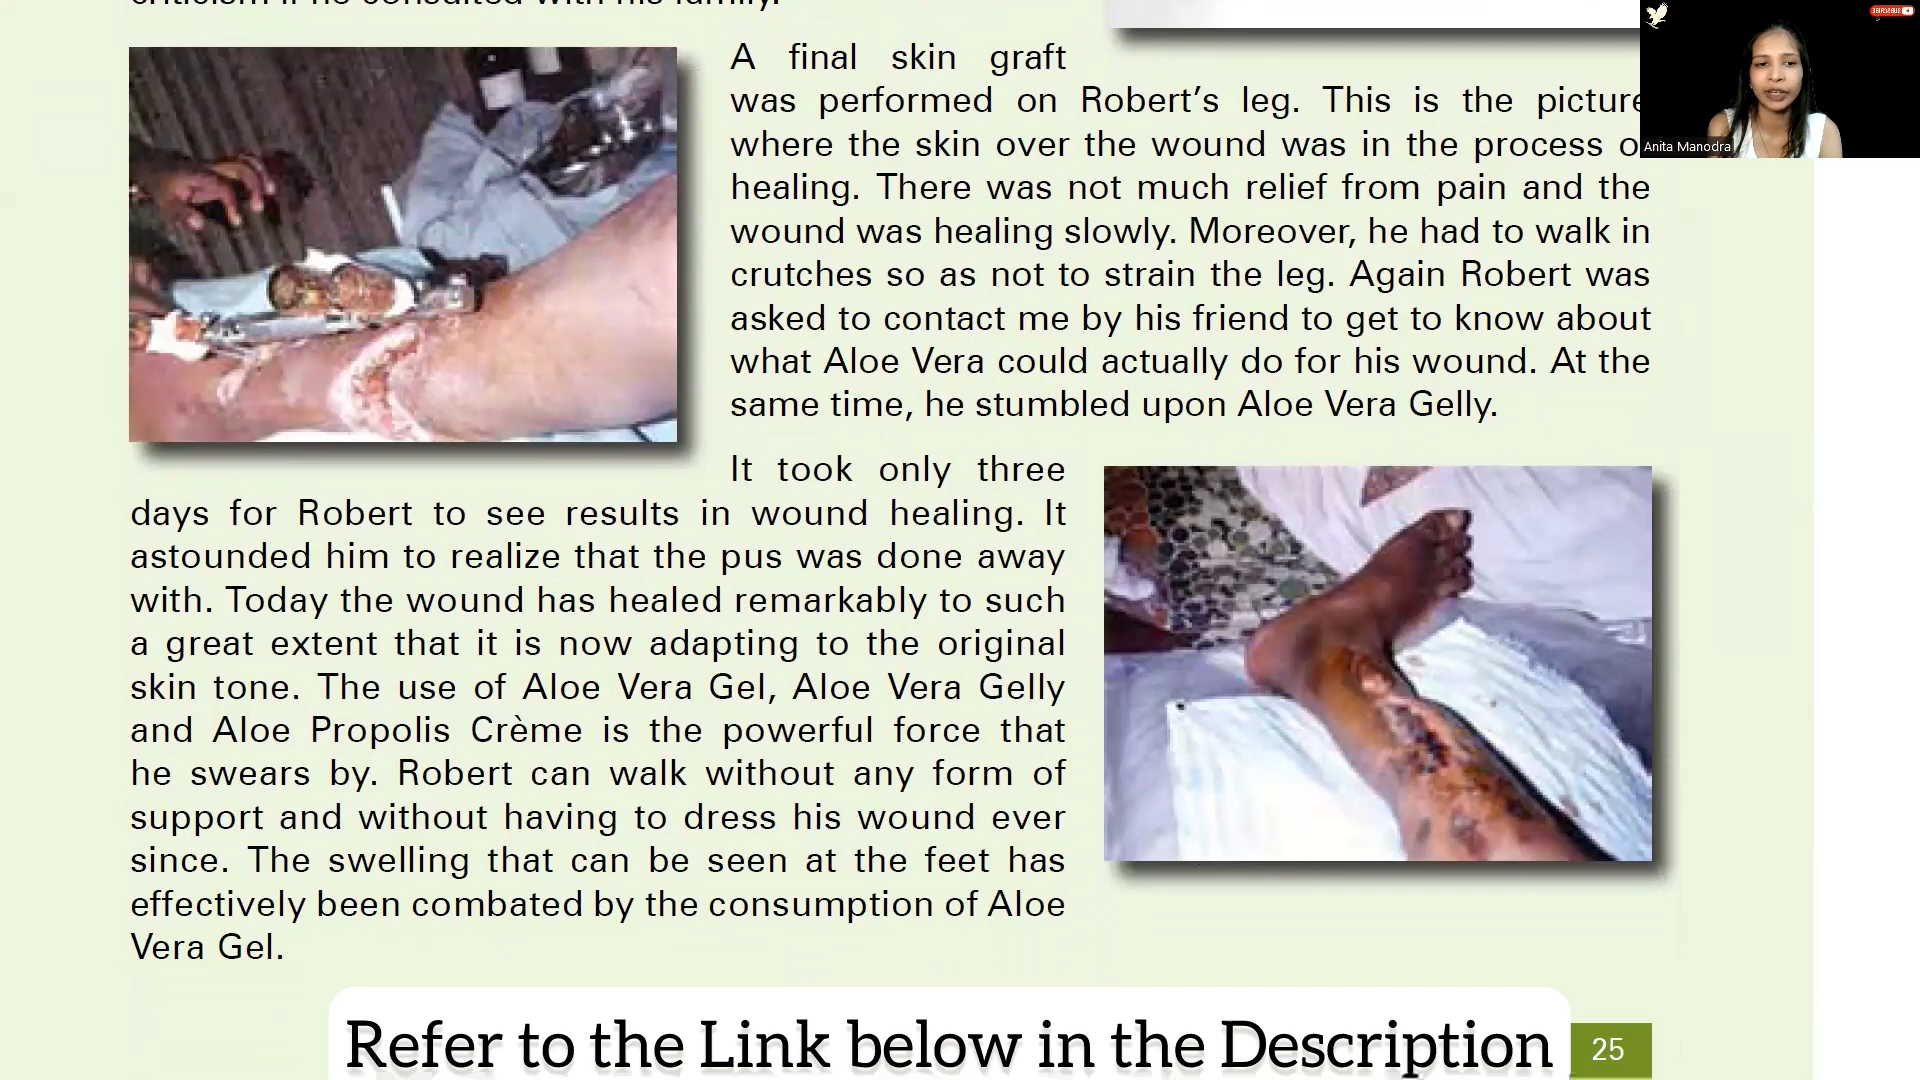 A final skin graft
was performed on Robert's leg. This is the picture
where the skin over the wound was in the process o
healing. There was not much relief from pain and the
wound was healing slowly. Moreover, he had to walk in
crutches so as not to strain the leg. Again Robert was
asked to contact me by his friend to get to know about
what Aloe Vera could actually do for his wound. At the
same time, he stumbled upon Aloe Vera Gelly.
It took only three
days for Robert to see results in wound healing. It
astounded him to realize that the pus was done away
with. Today the wound has healed remarkably to such
a great extent that it is now adapting to the original
skin tone. The use of Aloe Vera Gel, Aloe Vera Gelly
and Aloe Propolis Crème is the powerful force that
he swears by. Robert can walk without any form of
support and without having to dress his wound ever
since. The swelling that can be seen at the feet has
effectively been combated by the consumption of Aloe
Vera Gel.
Anita Manodra
Refer to the Link below in the Description
25